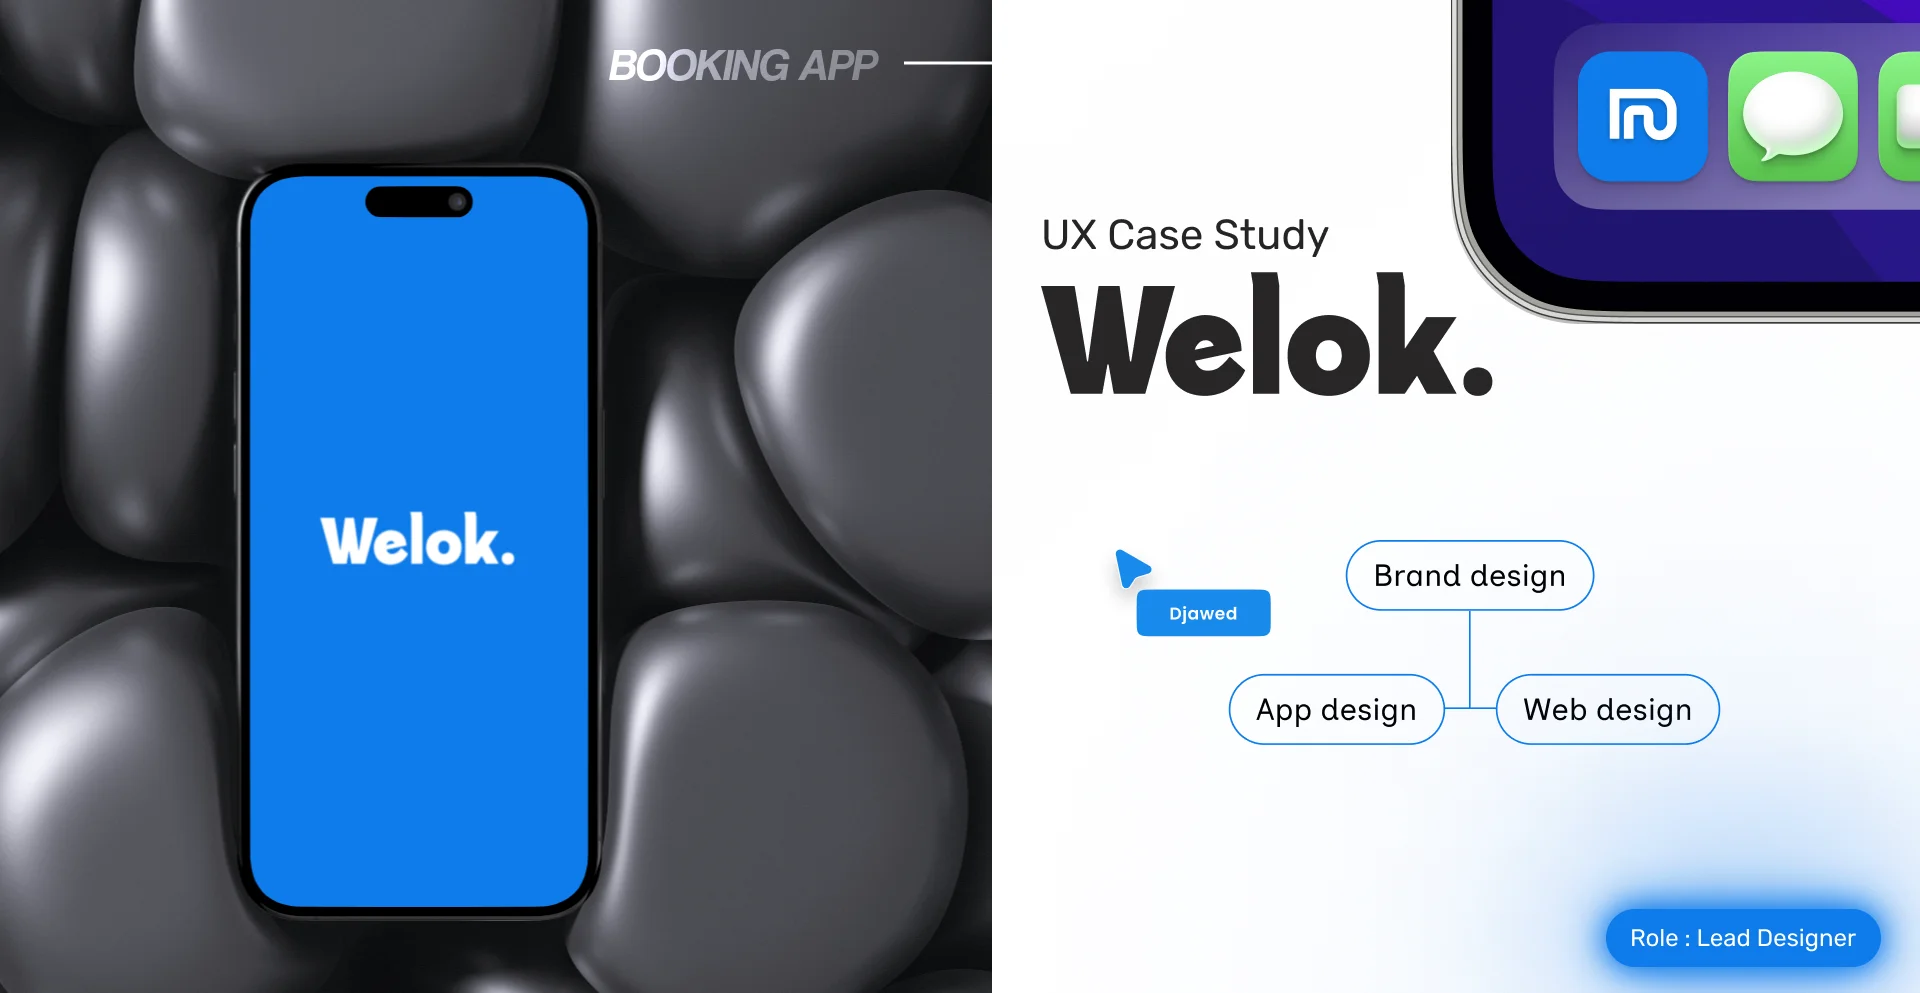 BOOKING APP
Welok.
UX Case Study
Welok.
Djawed
Brand design
App design
Web design
Role : Lead Designer